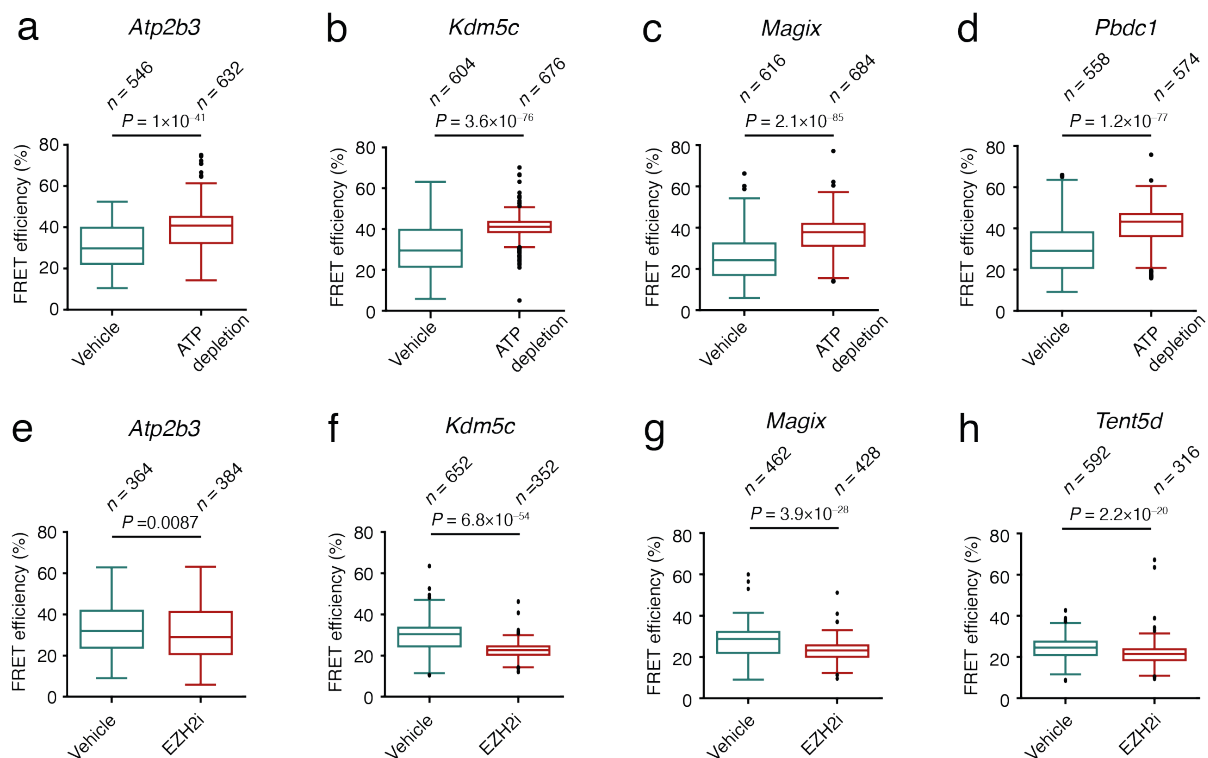 a
Atp2b3
n = 546
n = 632
P = 1×10⁻⁴¹
FRET efficiency (%)
80
60
40
20
0
Vehicle
ATP
depletion
b
Kdm5c
n = 604
n = 676
P = 3.6×10⁻⁷⁶
FRET efficiency (%)
80
60
40
20
0
Vehicle
ATP
depletion
c
Magix
n = 616
n = 684
P = 2.1×10⁻⁸⁵
FRET efficiency (%)
80
60
40
20
0
Vehicle
ATP
depletion
d
Pbdc1
n = 558
n = 574
P = 1.2×10⁻⁷⁷
FRET efficiency (%)
80
60
40
20
0
Vehicle
ATP
depletion
e
Atp2b3
n = 364
n = 384
P =0.0087
FRET efficiency (%)
80
60
40
20
0
Vehicle
EZH2i
f
Kdm5c
n = 652
n =352
P = 6.8×10⁻⁵⁴
FRET efficiency (%)
80
60
40
20
0
Vehicle
EZH2i
g
Magix
n = 462
n = 428
P = 3.9×10⁻²⁸
FRET efficiency (%)
80
60
40
20
0
Vehicle
EZH2i
h
Tent5d
n = 592
n = 316
P = 2.2×10⁻²⁰
FRET efficiency (%)
80
60
40
20
0
Vehicle
EZH2i